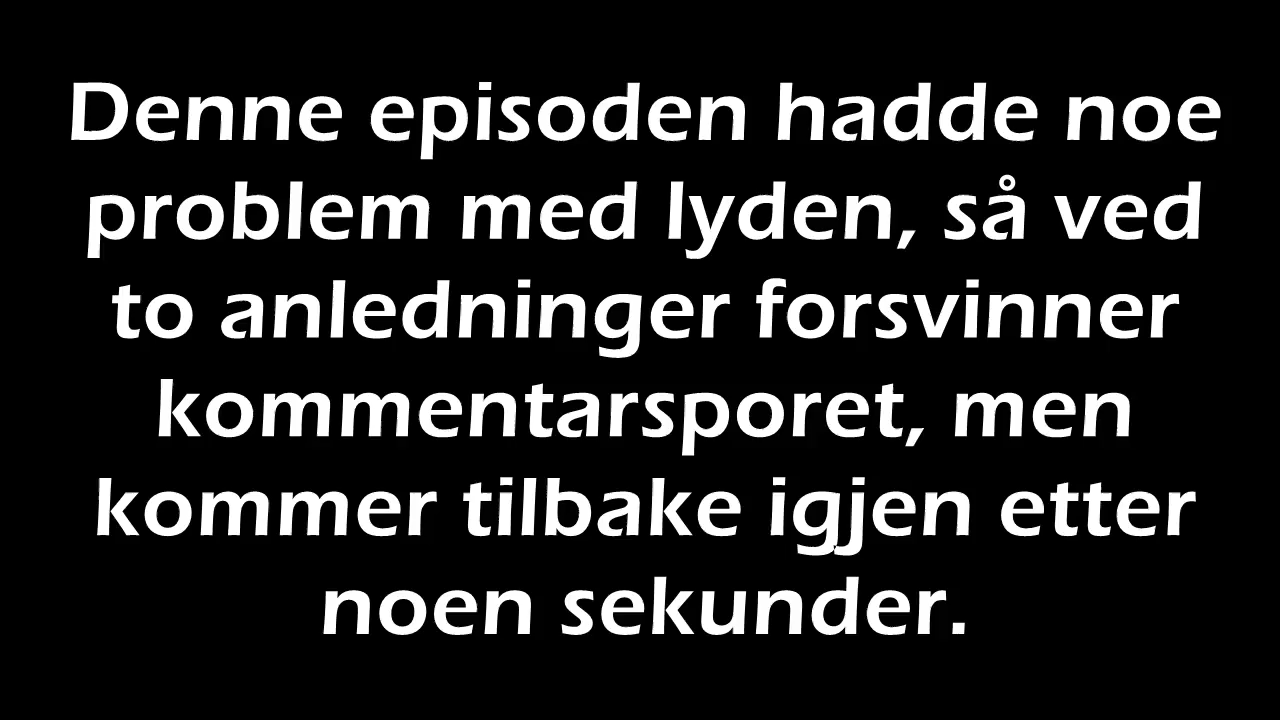 Denne episoden hadde noe
problem med lyden, så ved
to anledninger forsvinner
kommentarsporet, men
kommer tilbake igjen etter
noen sekunder.